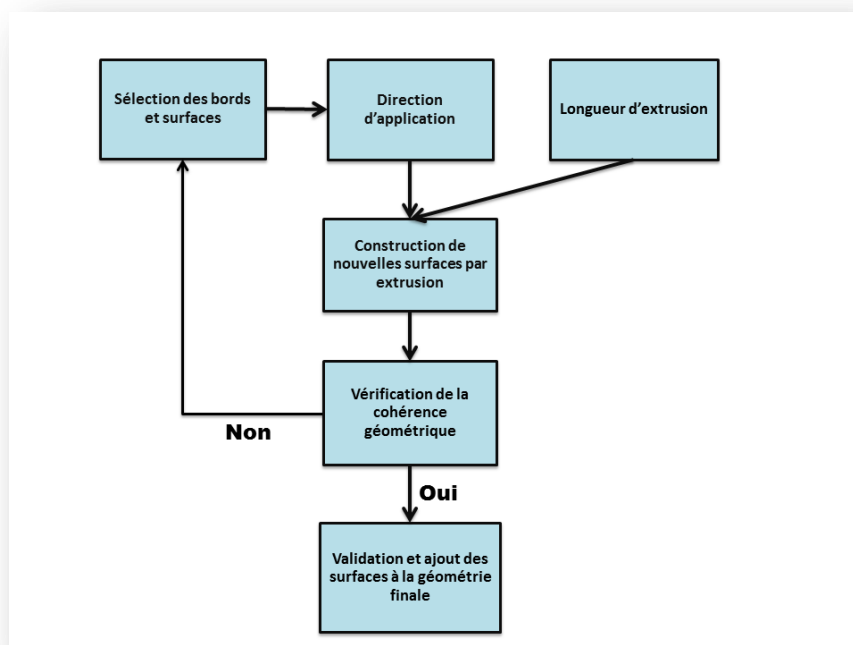 Sélection des bords
et surfaces
Direction
d'application
Longueur d'extrusion
Construction de
nouvelles surfaces par
extrusion
Vérification de la
cohérence
géométrique
Non
Oui
Validation et ajout des
surfaces à la géométrie
finale